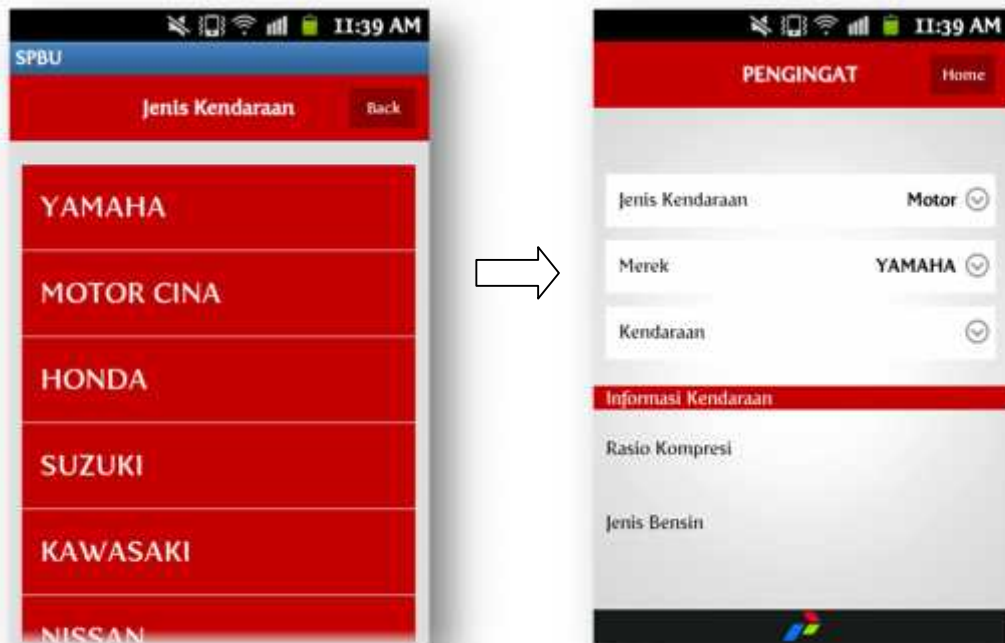 11:39 AM
SPBU
Jenis Kendaraan
Back
YAMAHA
MOTOR CINA
HONDA
SUZUKI
KAWASAKI
NISSAN
11:39 AM
PENGINGAT
Home
Jenis Kendaraan Motor
Merek YAMAHA
Kendaraan
Informasi Kendaraan
Rasio Kompresi
Jenis Bensin